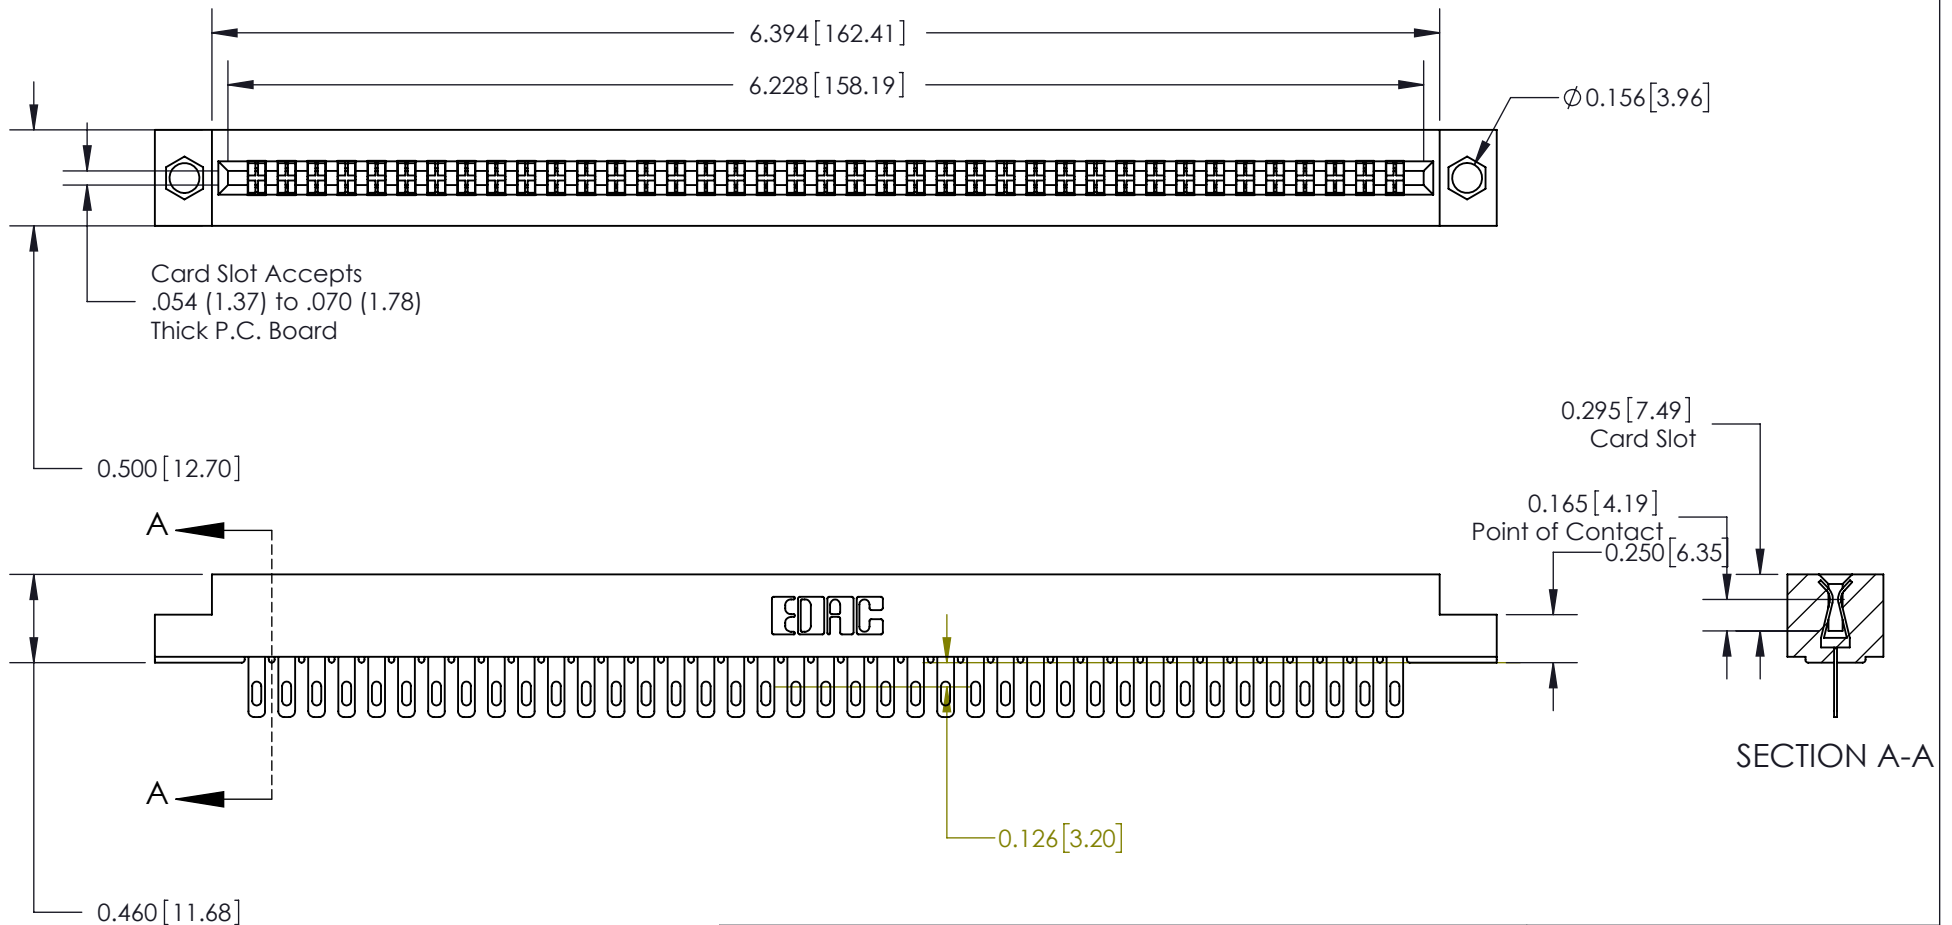 6.394[162.41]
6.228[158.19]
Ø0.156[3.96]
Card Slot Accepts
.054 (1.37) to .070 (1.78)
Thick P.C. Board
0.295[7.49]
Card Slot
0.500[12.70]
0.165[4.19]
Point of Contact
0.250[6.35]
A
EDAC
SECTION A-A
A
0.126[3.20]
0.460[11.68]